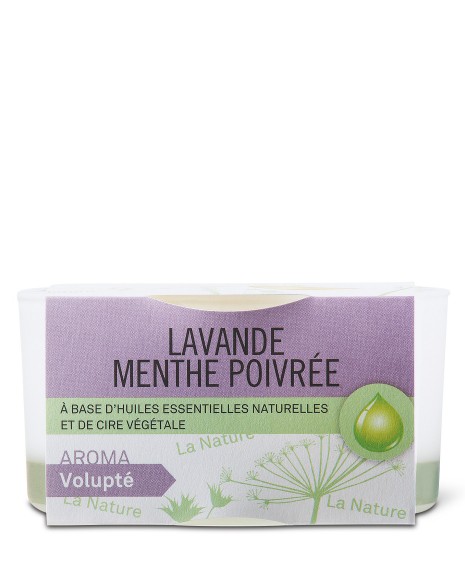 LAVANDE
MENTHE POIVRÉE
À BASE D'HUILES ESSENTIELLES NATURELLES
ET DE CIRE VÉGÉTALE
AROMA
Volupté
La Nature
La Nature
La Nature